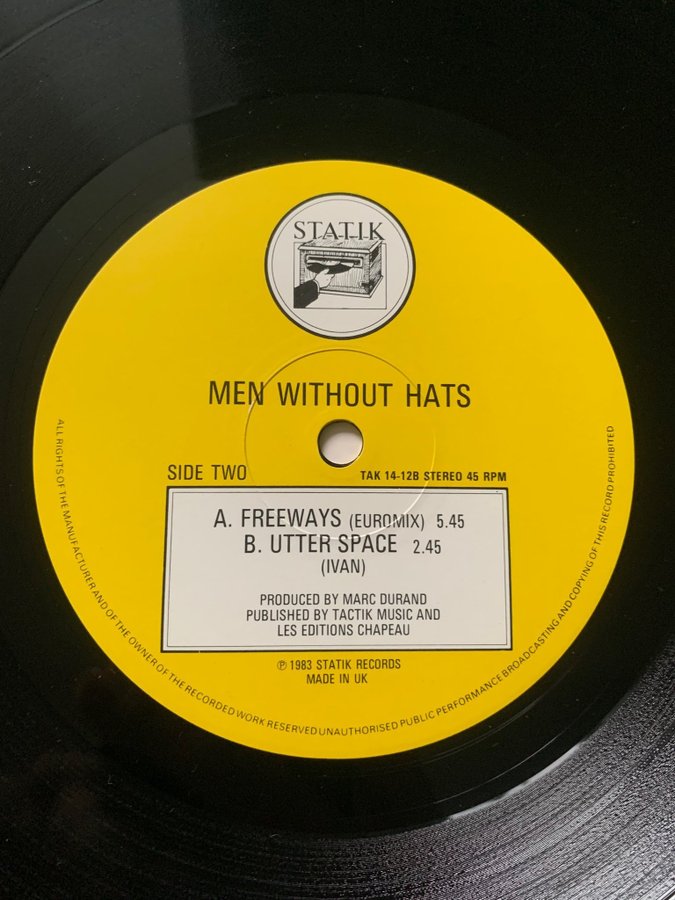 STATIK
MEN WITHOUT HATS
SIDE TWO
TAK 14-12B STEREO 45 RPM
A. FREEWAYS (EUROMIX) 5.45
B. UTTER SPACE 2.45
(IVAN)
PRODUCED BY MARC DURAND
PUBLISHED BY TACTIK MUSIC AND
LES EDITIONS CHAPEAU
℗ 1983 STATIK RECORDS
MADE IN UK
ALL RIGHTS OF THE MANUFACTURER AND OF THE OWNER OF THE RECORDED WORK RESERVED UNAUTHORISED PUBLIC PERFORMANCE BROADCASTING AND COPYING OF THIS RECORD PROHIBITED